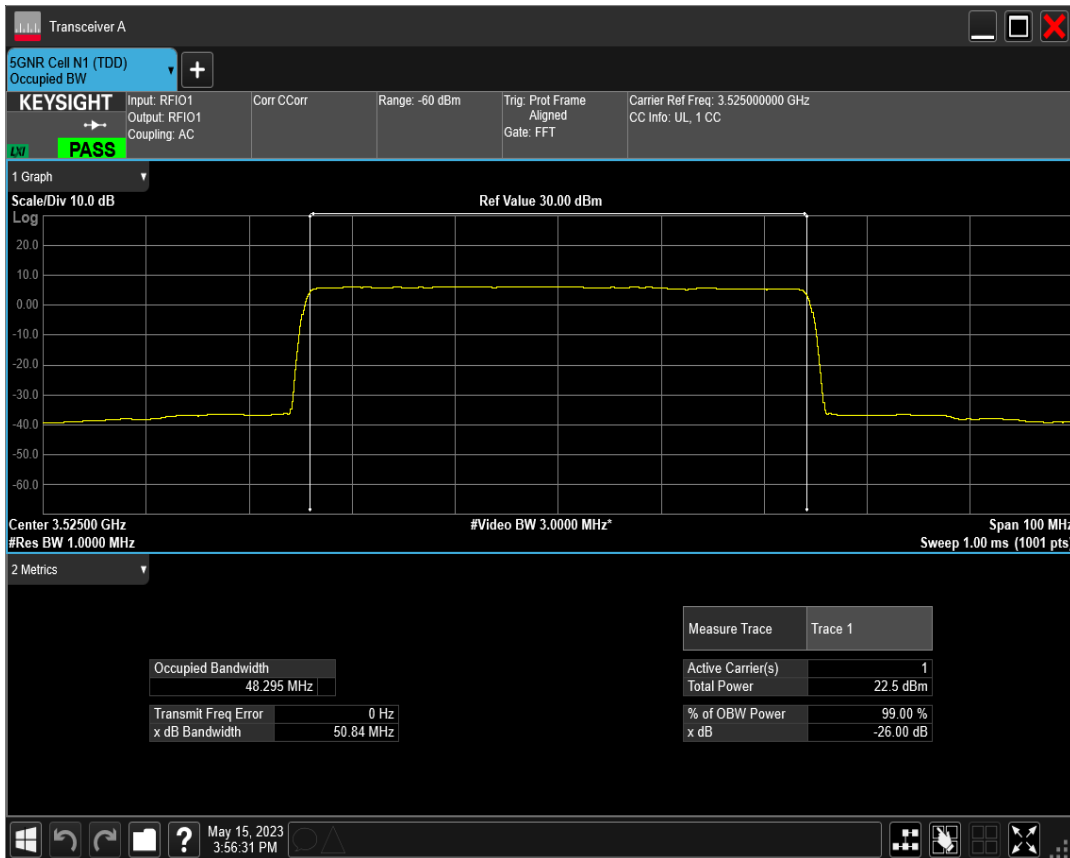 Transceiver A
5GNR Cell N1 (TDD)
Occupied BW
+
KEYSIGHT
LXI
PASS
Input: RFIO1
Output: RFIO1
Coupling: AC
Corr CCorr
Range: -60 dBm
Trig: Prot Frame
Aligned
Gate: FFT
Carrier Ref Freq: 3.525000000 GHz
CC Info: UL, 1 CC
1 Graph
Scale/Div 10.0 dB
Ref Value 30.00 dBm
Log
20.0
10.0
0.00
-10.0
-20.0
-30.0
-40.0
-50.0
-60.0
Center 3.52500 GHz
#Video BW 3.0000 MHz*
Span 100 MHz
#Res BW 1.0000 MHz
Sweep 1.00 ms (1001 pts)
2 Metrics
Measure Trace Trace 1
Occupied Bandwidth
48.295 MHz
Active Carrier(s) 1
Total Power 22.5 dBm
Transmit Freq Error 0 Hz
x dB Bandwidth 50.84 MHz
% of OBW Power 99.00 %
x dB -26.00 dB
?
May 15, 2023
3:56:31 PM